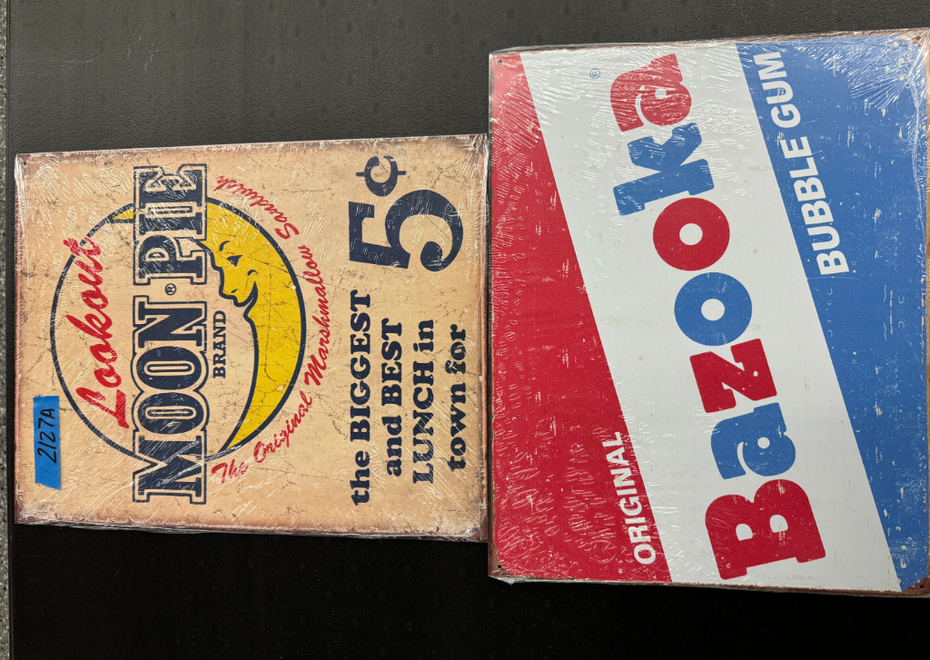 2127A
Lookout
MOON·PIE®
BRAND
The Original Marshmallow Sandwich
the BIGGEST
and BEST
LUNCH in
town for
5¢
ORIGINAL
Bazooka®
BUBBLE GUM